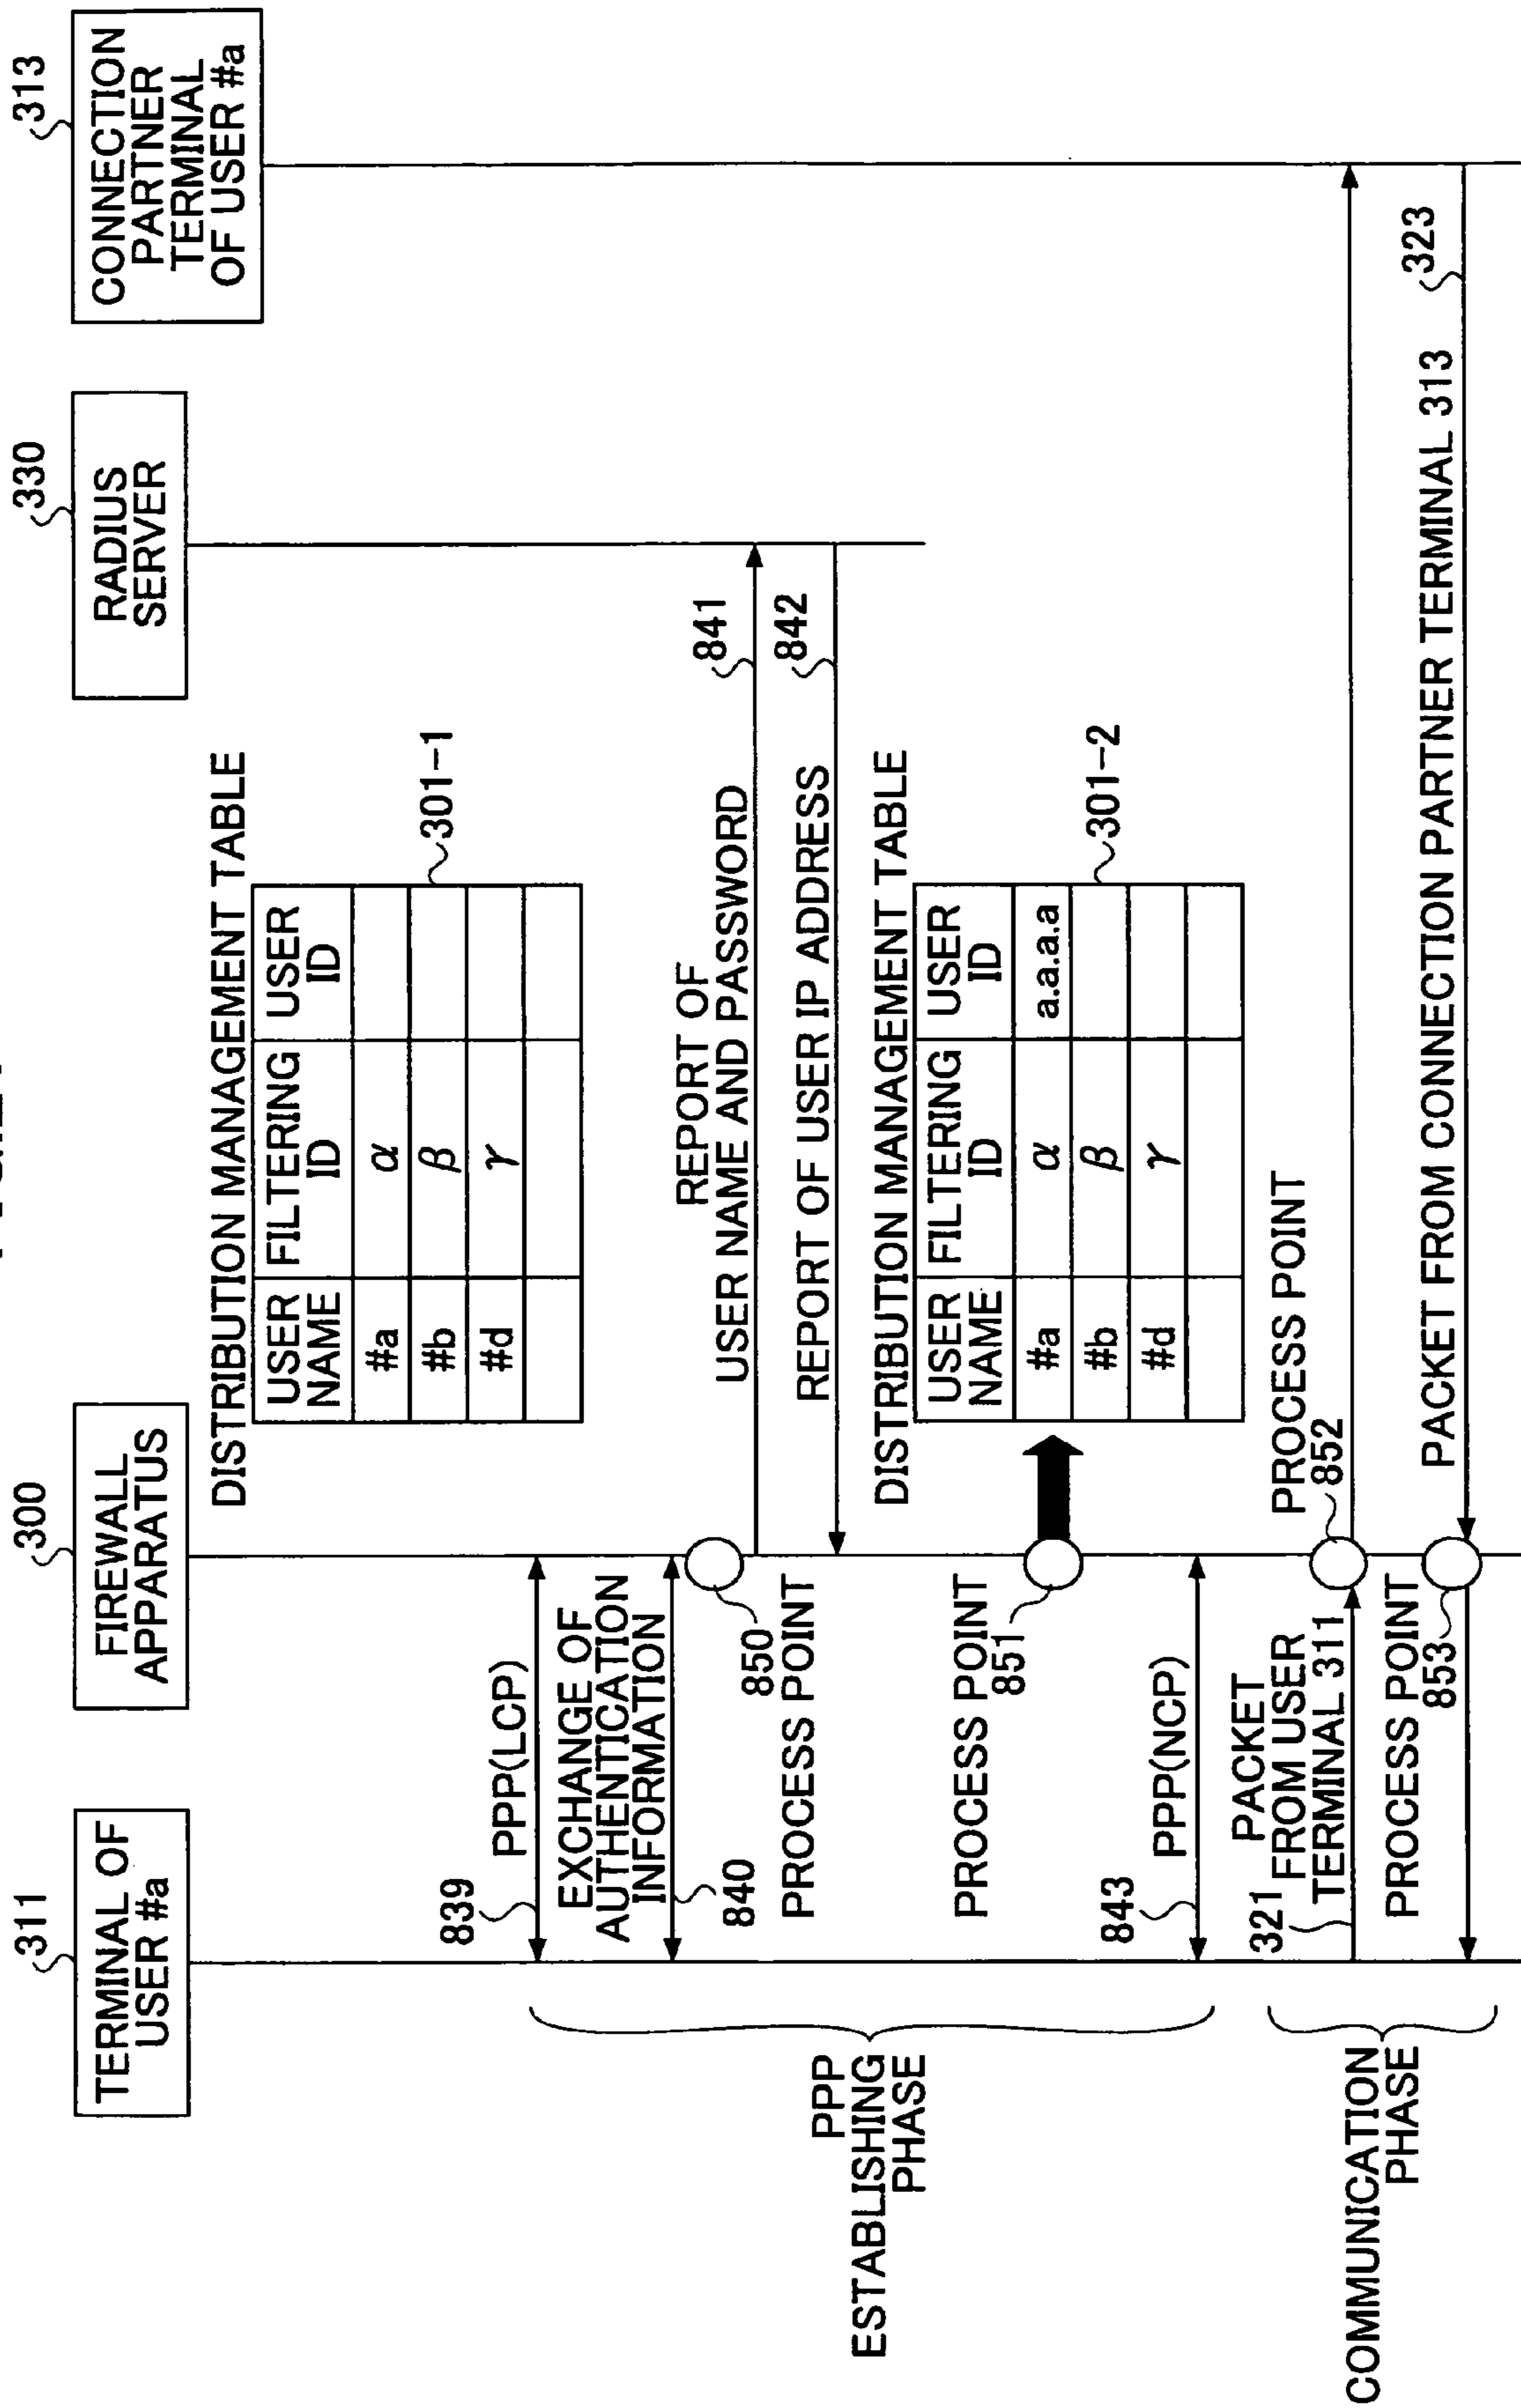 311
TERMINAL OF
USER #a
300
FIREWALL
APPARATUS
330
RADIUS
SERVER
313
CONNECTION
PARTNER
TERMINAL
OF USER #a
DISTRIBUTION MANAGEMENT TABLE
USER NAME FILTERING ID USER ID
#a α
#b β
#d γ
301-1
839
PPP(LCP)
EXCHANGE OF
AUTHENTICATION
INFORMATION
840
850
PROCESS POINT
REPORT OF
USER NAME AND PASSWORD
841
REPORT OF USER IP ADDRESS
842
DISTRIBUTION MANAGEMENT TABLE
USER NAME FILTERING ID USER ID
#a α a.a.a.a
#b β
#d γ
301-2
PROCESS POINT
851
843
PPP(NCP)
PPP
ESTABLISHING
PHASE
321
PACKET
FROM USER
TERMINAL 311
PROCESS POINT
852
PROCESS POINT
853
PACKET FROM CONNECTION PARTNER TERMINAL 313
323
COMMUNICATION
PHASE